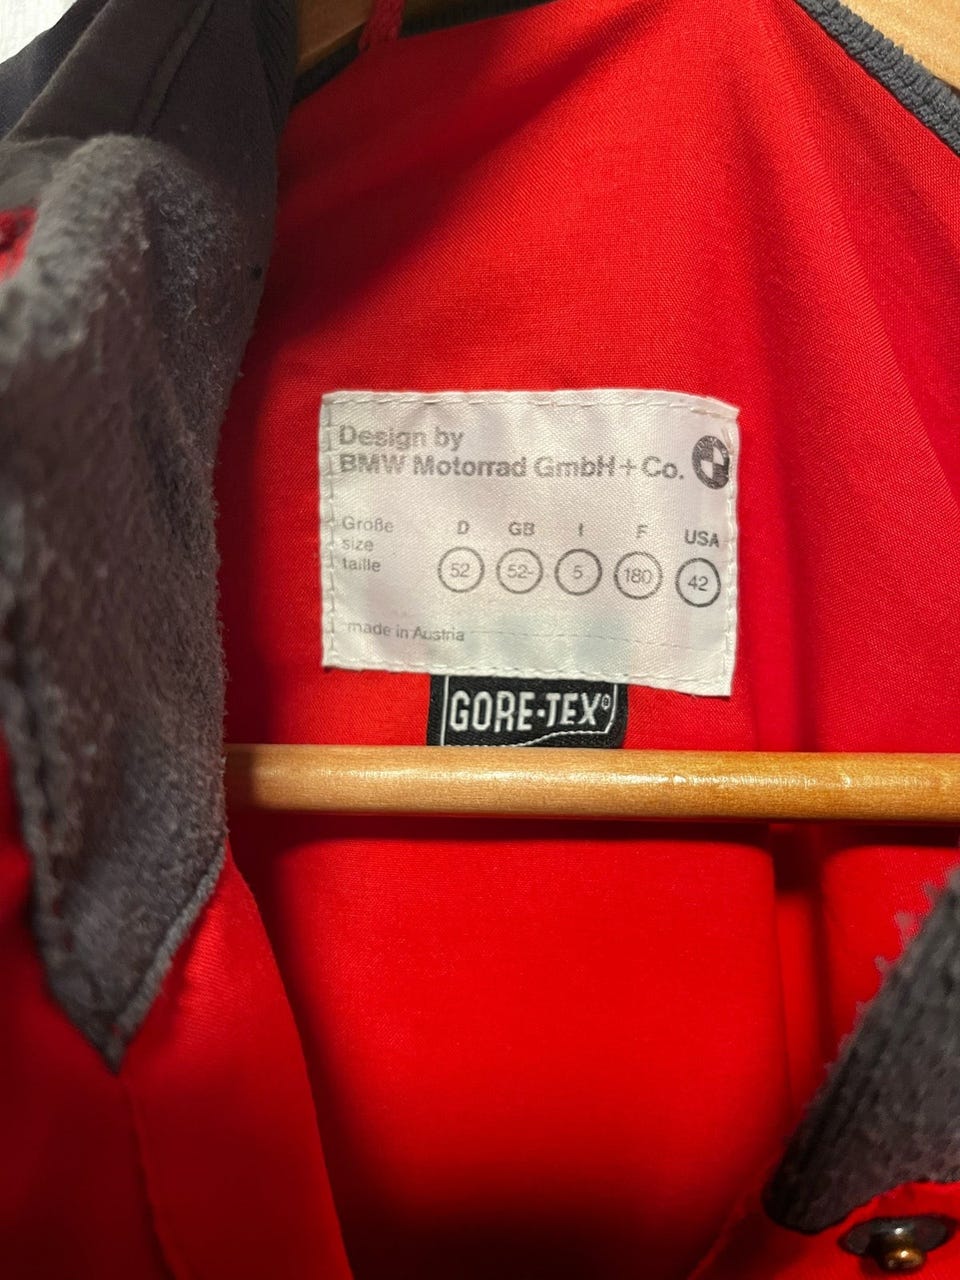 Design by
BMW Motorrad GmbH + Co.
Größe D GB I F USA
size
taille 52 52- 5 180 42
made in Austria
GORE-TEX®